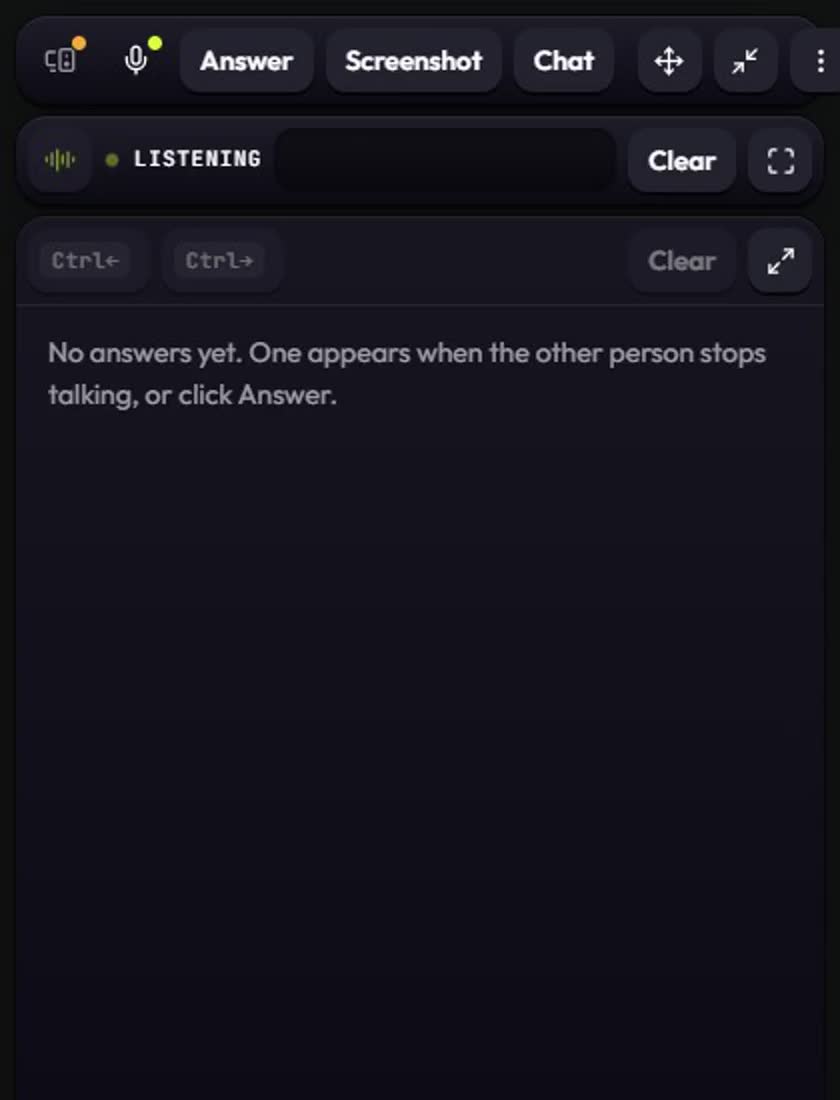 Answer Screenshot Chat
LISTENING Clear
Ctrl← Ctrl→ Clear
No answers yet. One appears when the other person stops
talking, or click Answer.